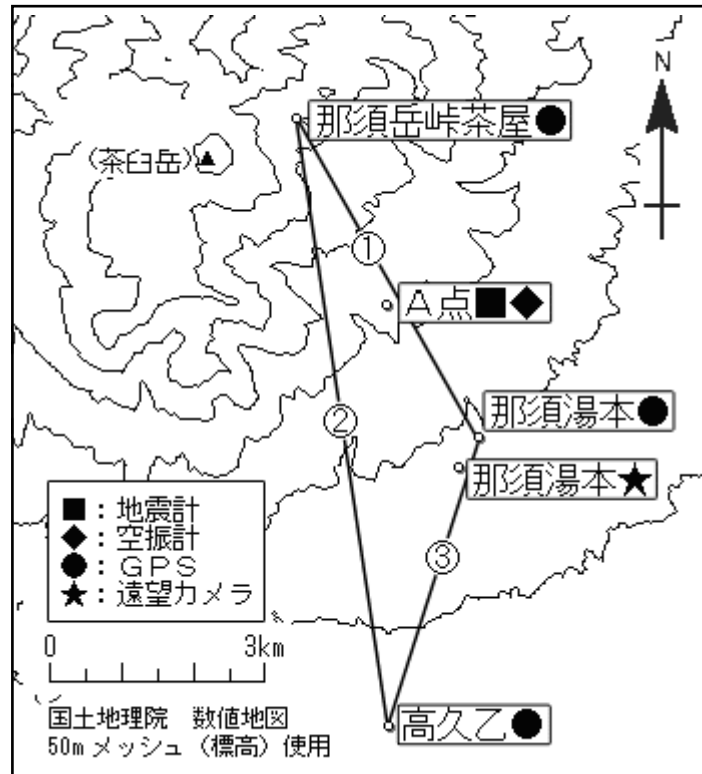 那須岳峠茶屋●
N
(茶臼岳)▲
①
A点■◆
②
那須湯本●
那須湯本★
③
■：地震計
◆：空振計
●：GPS
★：遠望カメラ
0 3km
国土地理院 数値地図
50mメッシュ（標高）使用
高久乙●